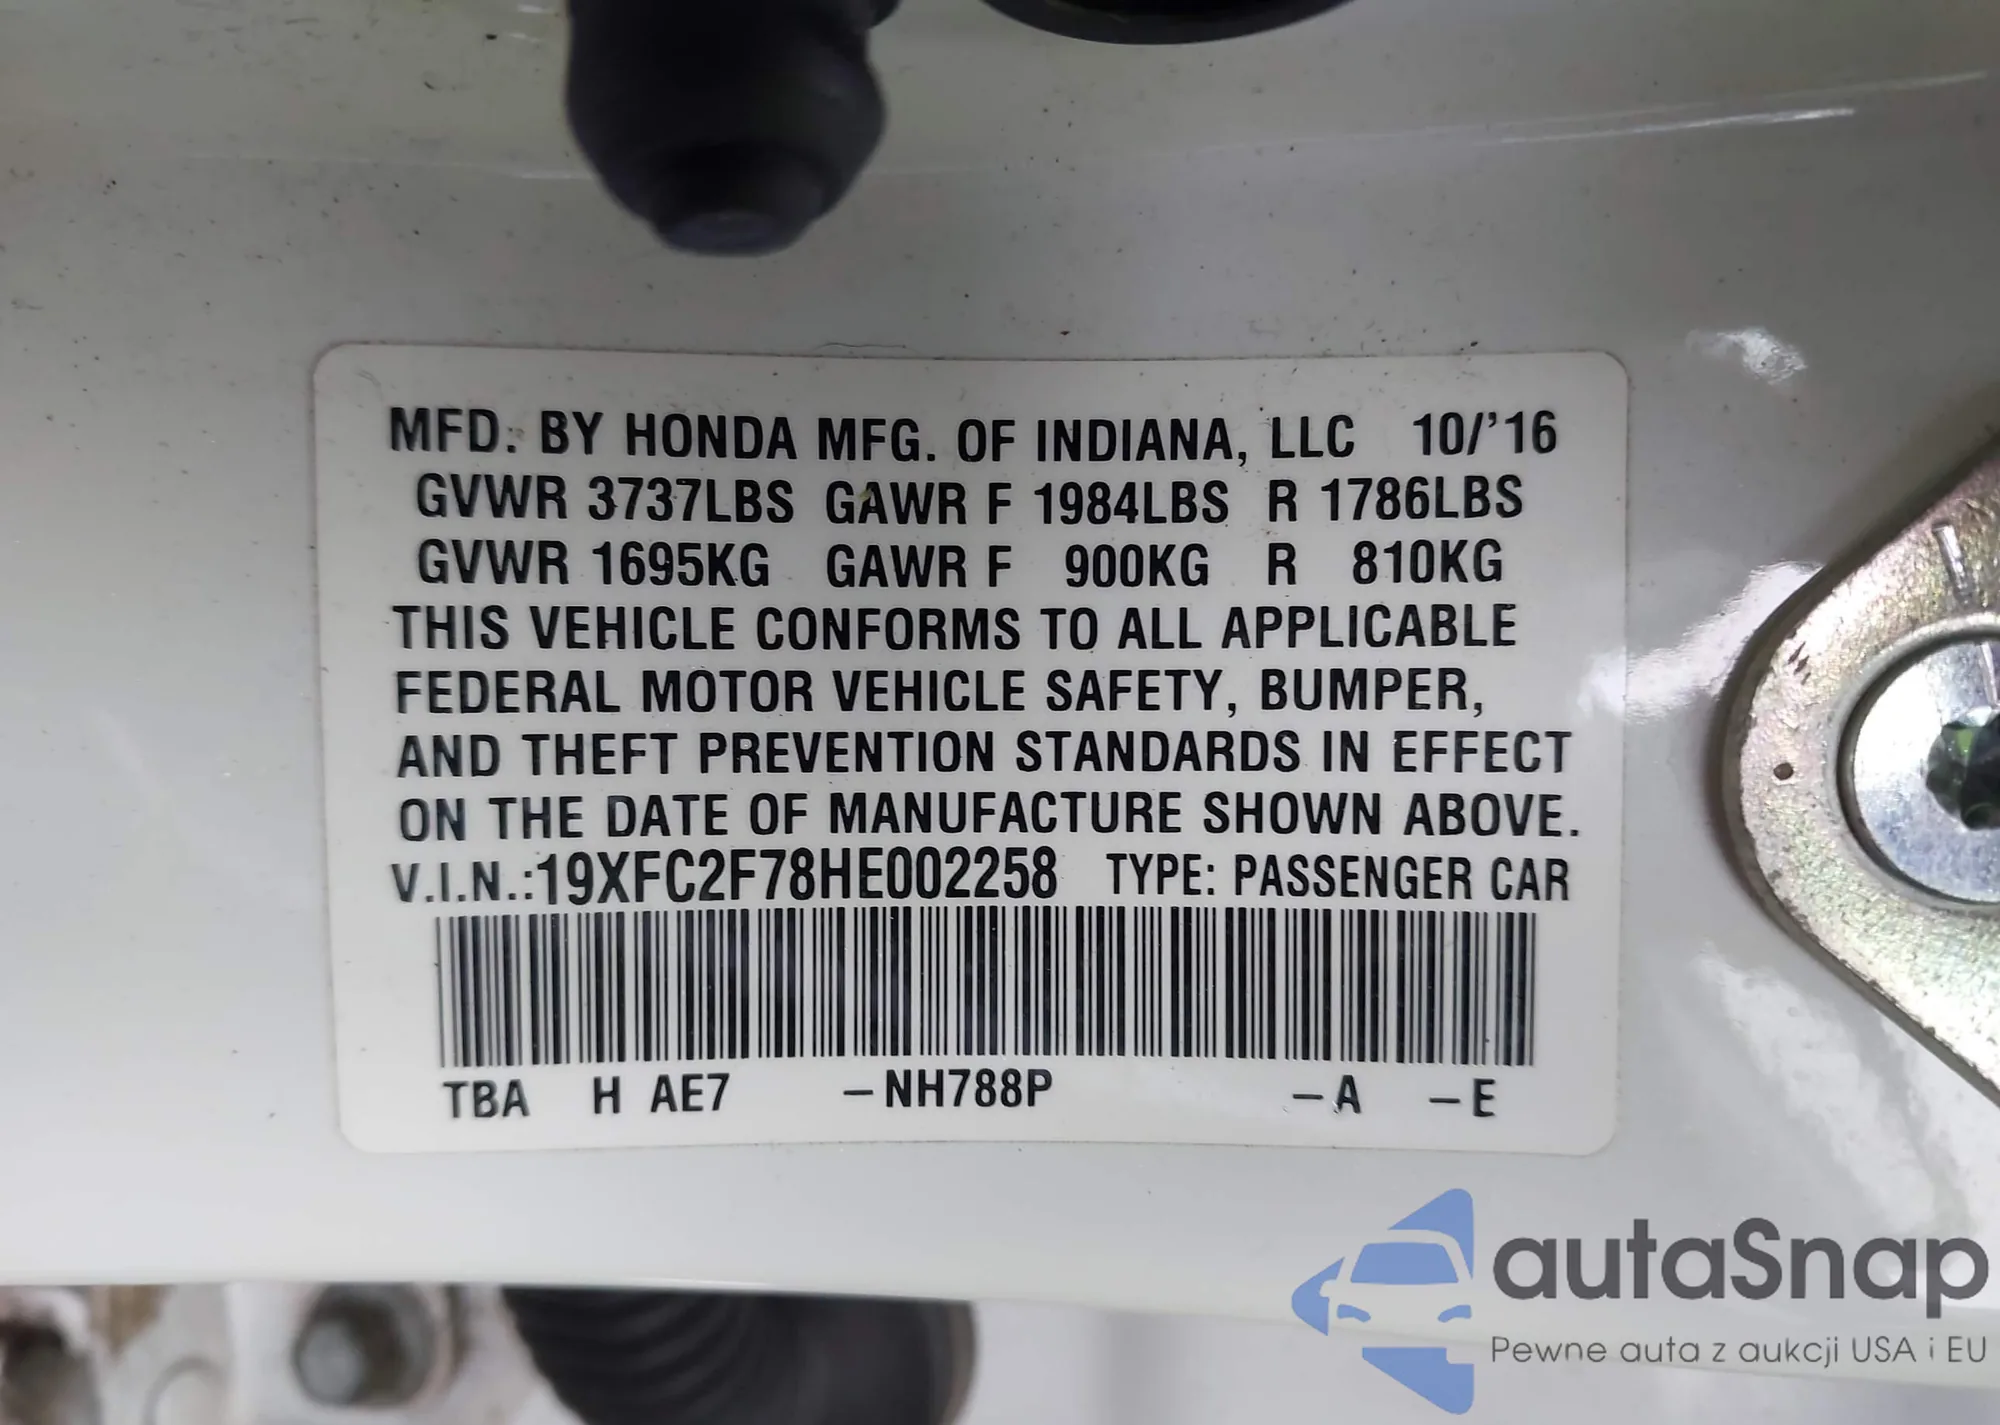 MFD. BY HONDA MFG. OF INDIANA, LLC 10/'16
GVWR 3737LBS GAWR F 1984LBS R 1786LBS
GVWR 1695KG GAWR F 900KG R 810KG
THIS VEHICLE CONFORMS TO ALL APPLICABLE
FEDERAL MOTOR VEHICLE SAFETY, BUMPER,
AND THEFT PREVENTION STANDARDS IN EFFECT
ON THE DATE OF MANUFACTURE SHOWN ABOVE.
V.I.N.:19XFC2F78HE002258 TYPE: PASSENGER CAR
TBA H AE7 –NH788P –A –E
autaSnap
Pewne auta z aukcji USA i EU